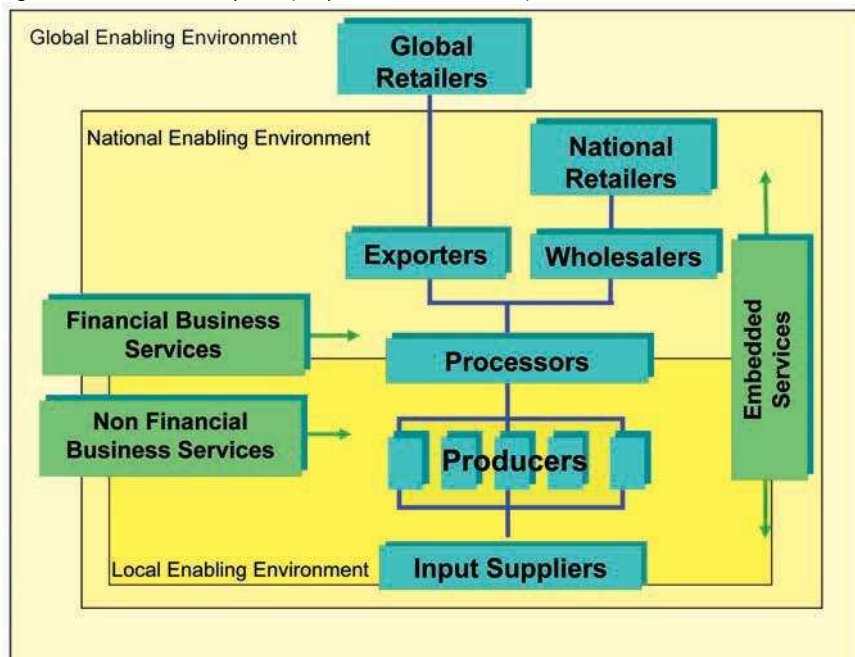 Global Enabling Environment
Global
Retailers
National Enabling Environment
National
Retailers
Exporters
Wholesalers
Financial Business
Services
Processors
Embedded
Services
Non Financial
Business Services
Producers
Local Enabling Environment
Input Suppliers